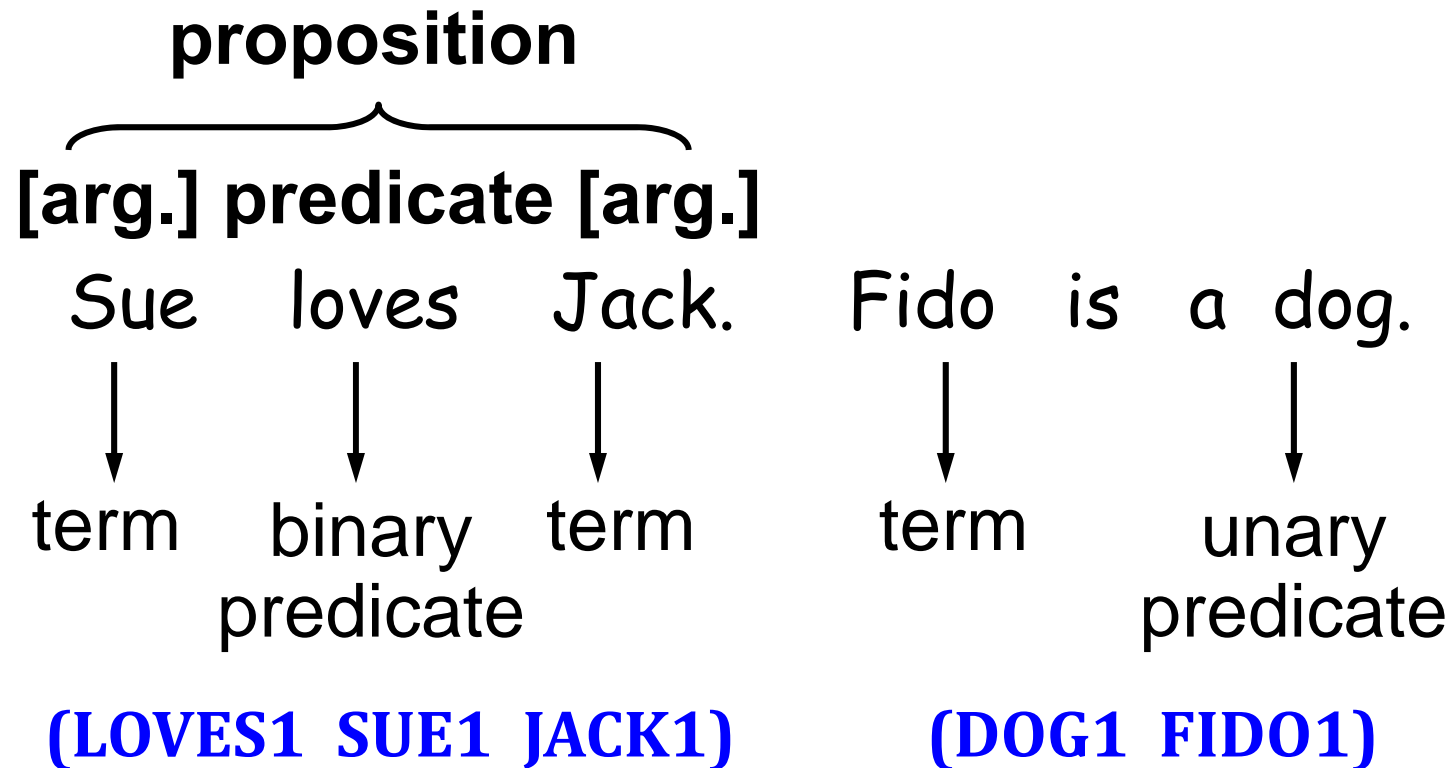 proposition
[arg.] predicate [arg.]
Sue loves Jack. Fido is a dog.
term binary predicate term term unary predicate
(LOVES1 SUE1 JACK1) (DOG1 FIDO1)